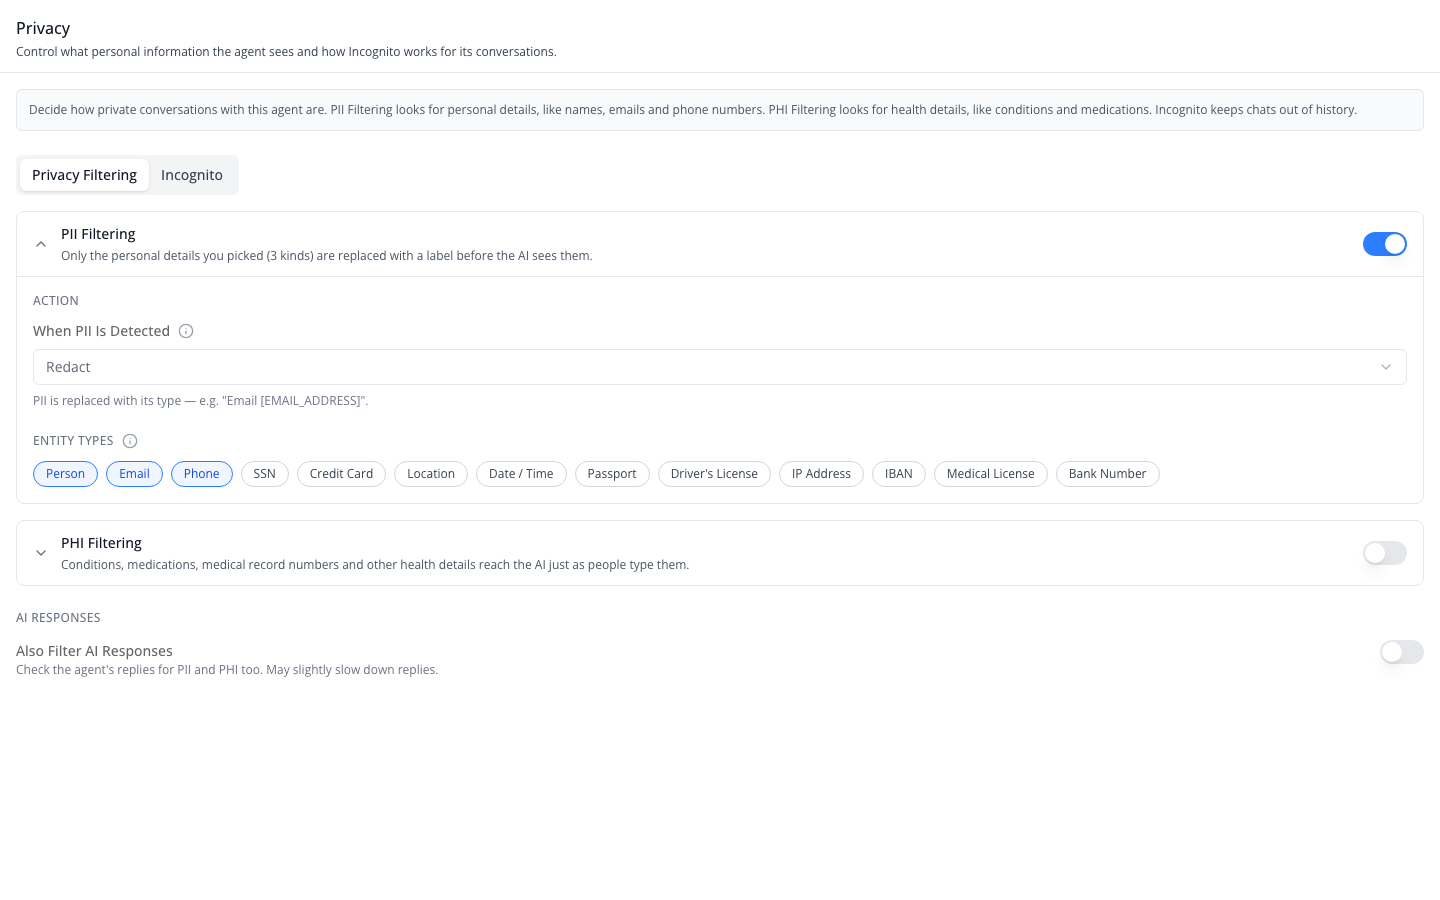 Privacy
Control what personal information the agent sees and how Incognito works for its conversations.
Decide how private conversations with this agent are. PII Filtering looks for personal details, like names, emails and phone numbers. PHI Filtering looks for health details, like conditions and medications. Incognito keeps chats out of history.
Privacy Filtering Incognito
PII Filtering
Only the personal details you picked (3 kinds) are replaced with a label before the AI sees them.
ACTION
When PII Is Detected
Redact
PII is replaced with its type — e.g. "Email [EMAIL_ADDRESS]".
ENTITY TYPES
Person Email Phone SSN Credit Card Location Date / Time Passport Driver's License IP Address IBAN Medical License Bank Number
PHI Filtering
Conditions, medications, medical record numbers and other health details reach the AI just as people type them.
AI RESPONSES
Also Filter AI Responses
Check the agent's replies for PII and PHI too. May slightly slow down replies.